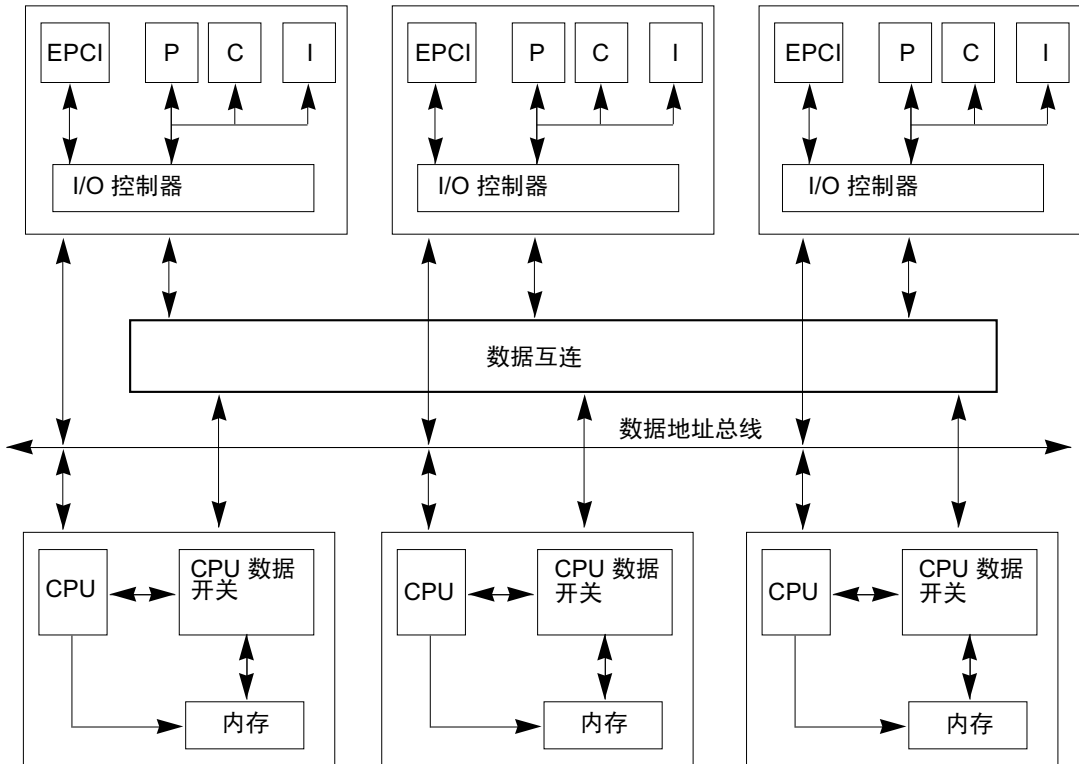 EPCI P C I
I/O 控制器
EPCI P C I
I/O 控制器
EPCI P C I
I/O 控制器
数据互连
数据地址总线
CPU
CPU 数据
开关
内存
CPU
CPU 数据
开关
内存
CPU
CPU 数据
开关
内存